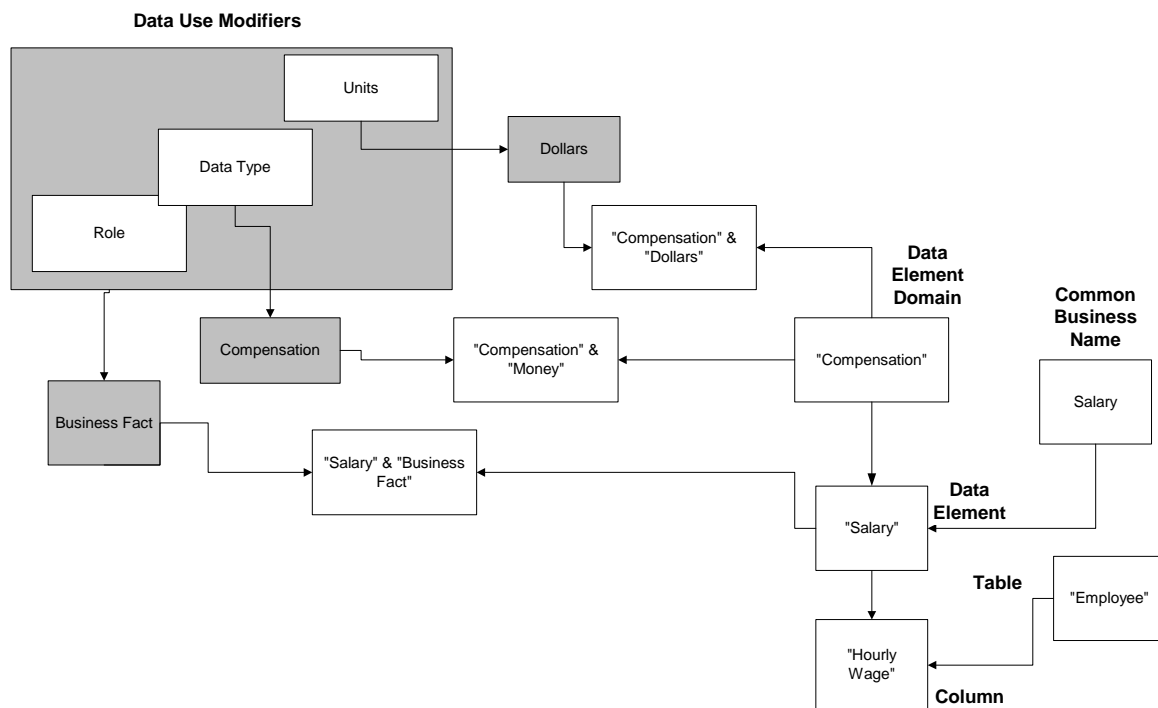 Data Use Modifiers
Units
Dollars
Data Type
Role
"Compensation" &
"Dollars"
Data
Element
Domain
Common
Business
Name
Compensation
"Compensation" &
"Money"
"Compensation"
Salary
Business Fact
"Salary" & "Business
Fact"
Data
Element
"Salary"
Table
"Employee"
"Hourly
Wage"
Column